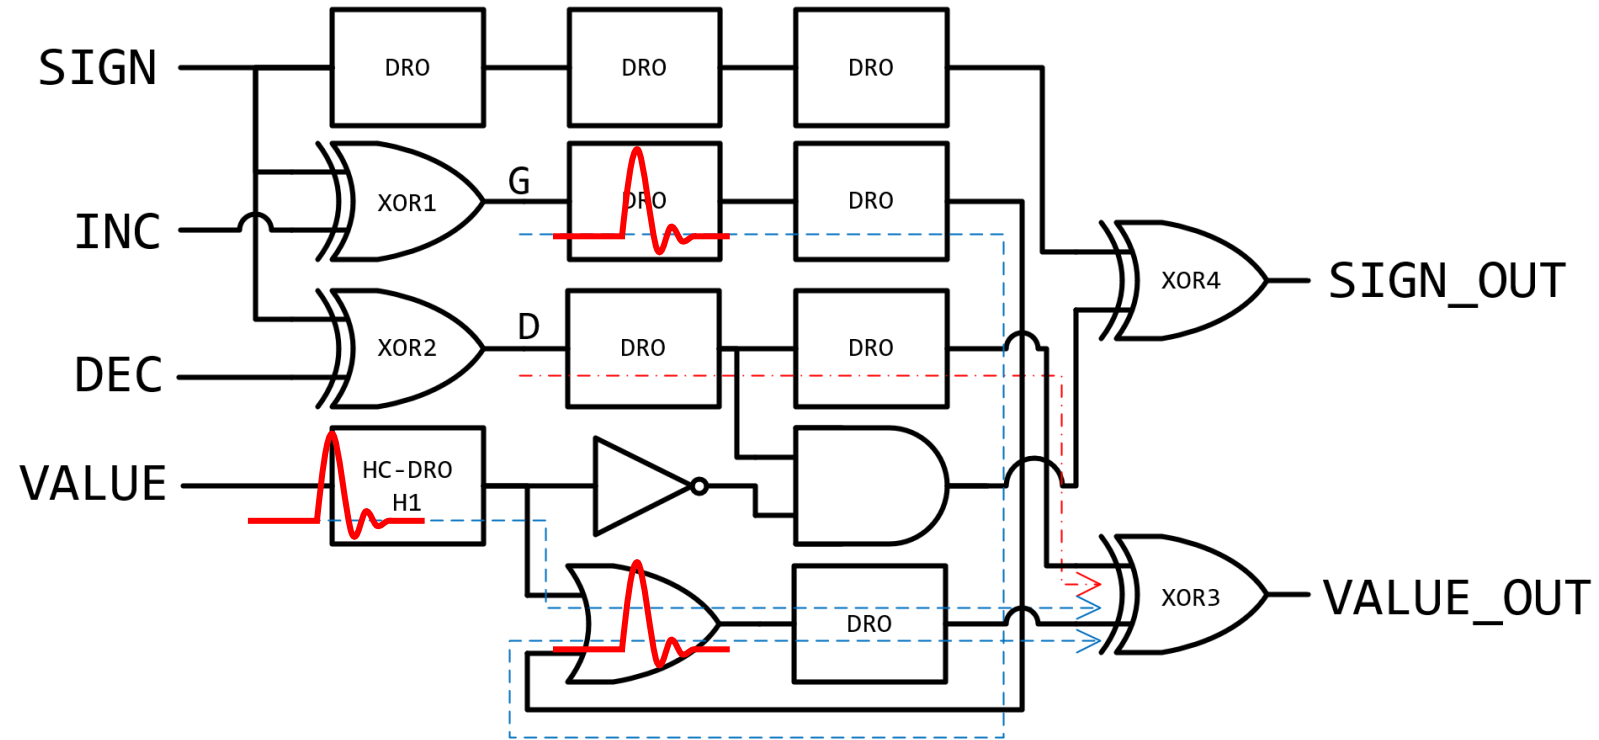 SIGN
DRO
DRO
DRO
INC
XOR1
G
DRO
DRO
XOR4
SIGN_OUT
DEC
XOR2
D
DRO
DRO
VALUE
HC-DRO
H1
DRO
XOR3
VALUE_OUT